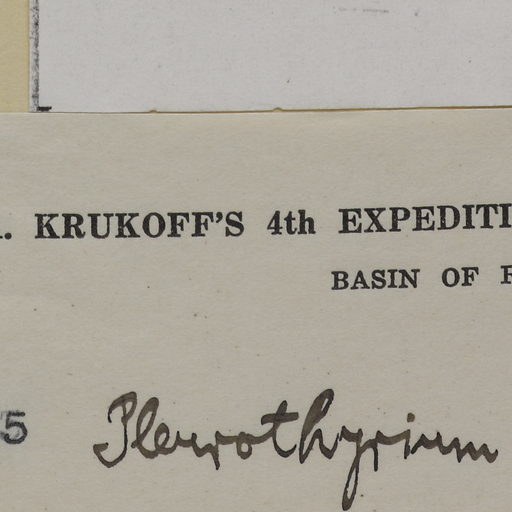 . KRUKOFF'S 4th EXPEDITI
BASIN OF
5
Pleurothyrium